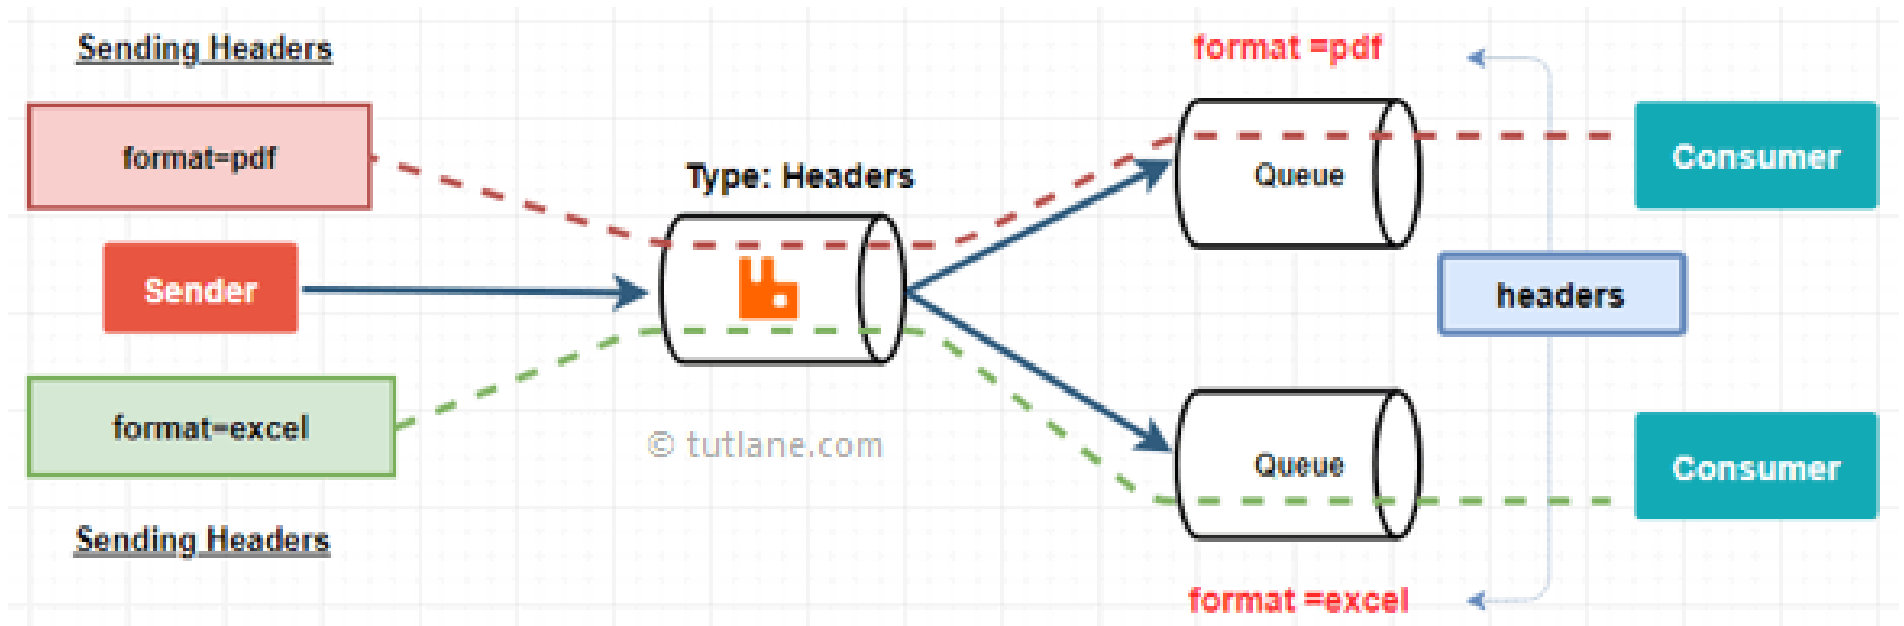 Sending Headers
format=pdf
Sender
format=excel
Sending Headers
Type: Headers
© tutlane.com
format =pdf
Queue
Queue
format =excel
headers
Consumer
Consumer